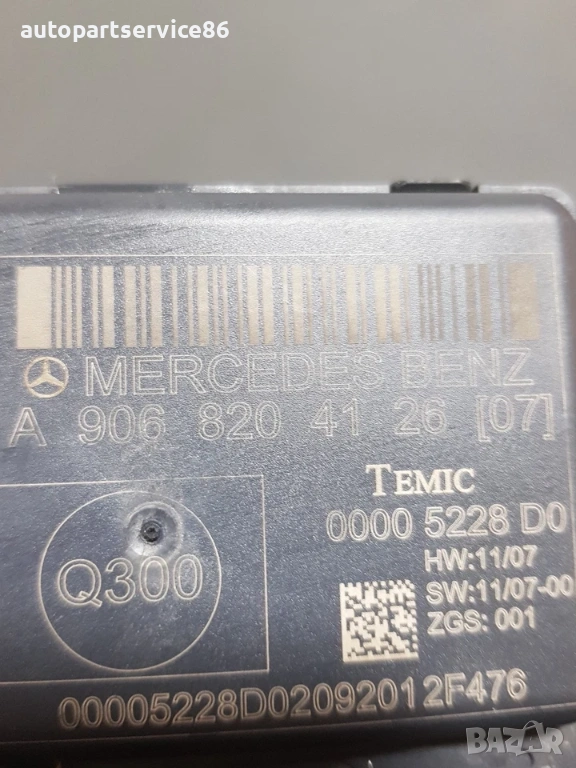 autopartservice86
MERCEDES BENZ
A 906 820 41 26 [07]
TEMIC
0000 5228 D0
HW:11/07
SW:11/07-00
ZGS: 001
Q300
00005228D02092012F476
BAZAR